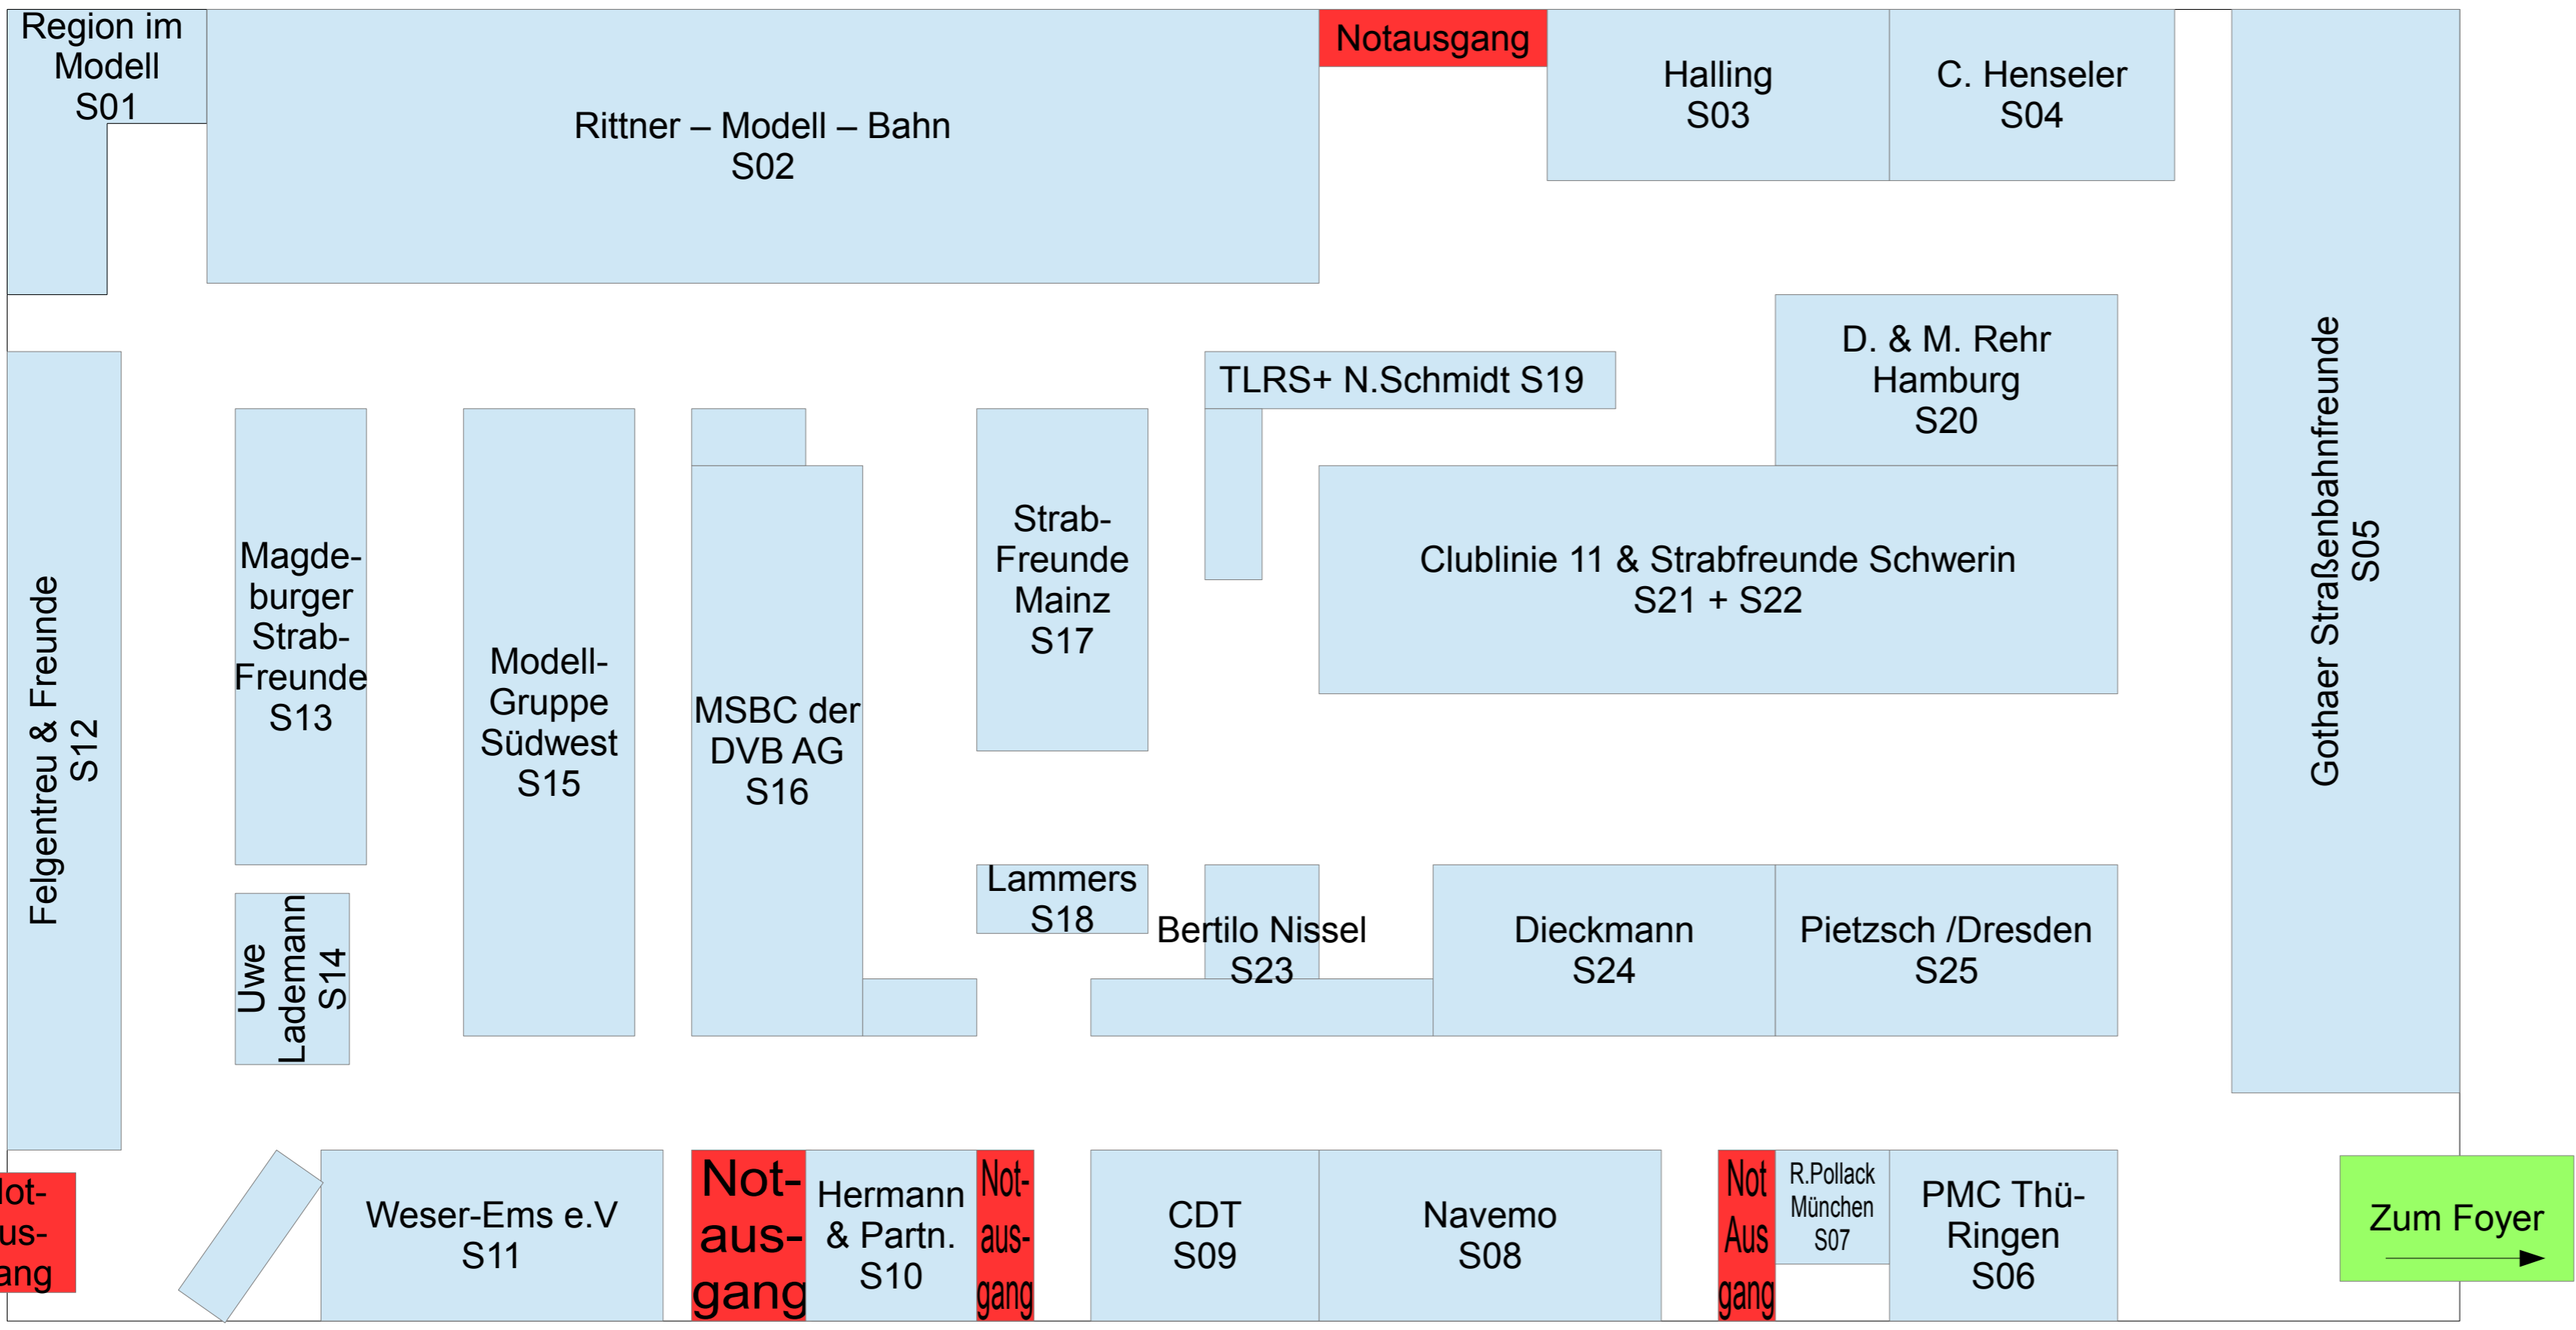 Region im
Modell
S01
Rittner – Modell – Bahn
S02
Notausgang
Halling
S03
C. Henseler
S04
Gothaer Straßenbahnfreunde
S05
D. & M. Rehr
Hamburg
S20
TLRS+ N.Schmidt S19
Clublinie 11 & Strabfreunde Schwerin
S21 + S22
Strab-
Freunde
Mainz
S17
MSBC der
DVB AG
S16
Modell-
Gruppe
Südwest
S15
Magde-
burger
Strab-
Freunde
S13
Felgentreu & Freunde
S12
Uwe
Lademann
S14
Lammers
S18
Bertilo Nissel
S23
Dieckmann
S24
Pietzsch /Dresden
S25
ot-
us-
ang
Weser-Ems e.V
S11
Not-
aus-
gang
Hermann
& Partn.
S10
Not-
aus-
gang
CDT
S09
Navemo
S08
Not
Aus
gang
R.Pollack
München
S07
PMC Thü-
Ringen
S06
Zum Foyer